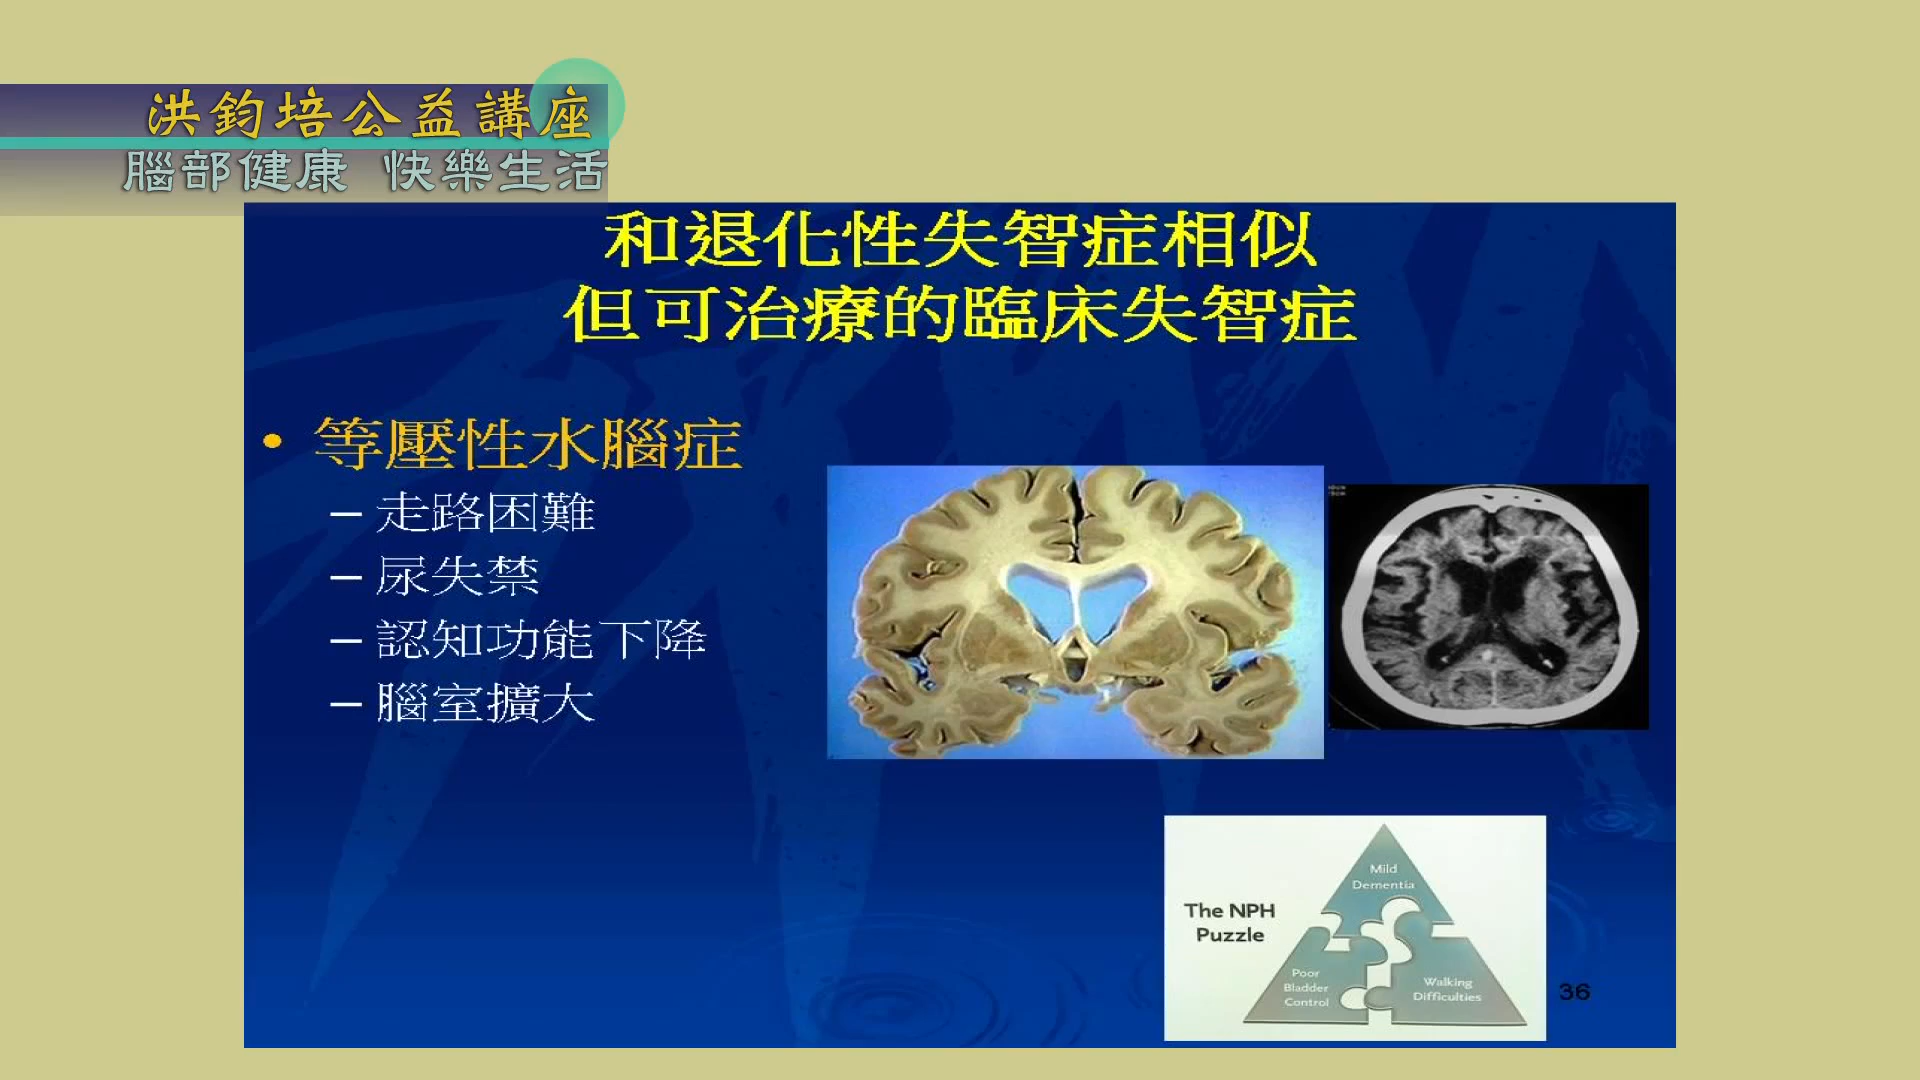 洪鈞培公益講座
腦部健康 快樂生活
和退化性失智症相似
但可治療的臨床失智症
• 等壓性水腦症
– 走路困難
– 尿失禁
– 認知功能下降
– 腦室擴大
The NPH
Puzzle
Mild
Dementia
Poor
Bladder
Control
Walking
Difficulties
36